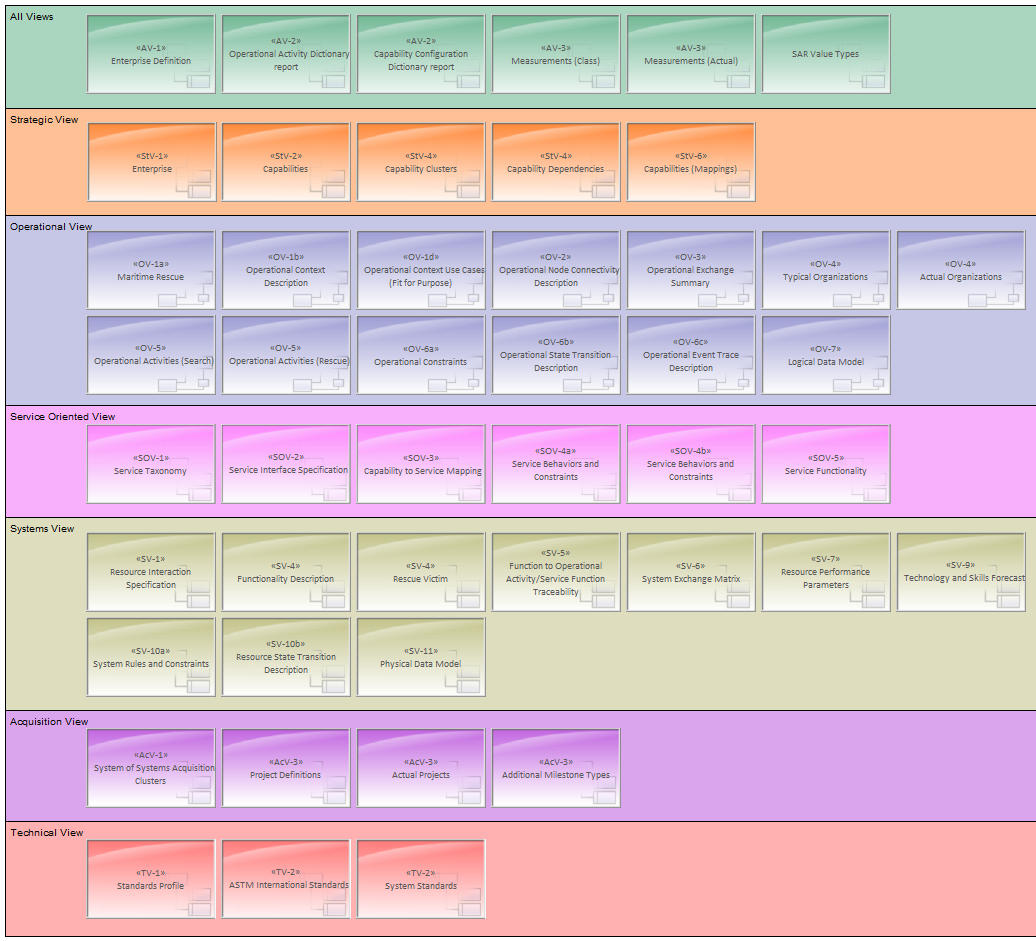 All Views
«AV-1»
Enterprise Definition
«AV-2»
Operational Activity Dictionary
report
«AV-2»
Capability Configuration
Dictionary report
«AV-3»
Measurements (Class)
«AV-3»
Measurements (Actual)
SAR Value Types
Strategic View
«StV-1»
Enterprise
«StV-2»
Capabilities
«StV-4»
Capability Clusters
«StV-4»
Capability Dependencies
«StV-6»
Capabilities (Mappings)
Operational View
«OV-1a»
Maritime Rescue
«OV-1b»
Operational Context
Description
«OV-1d»
Operational Context Use Cases
(Fit for Purpose)
«OV-2»
Operational Node Connectivity
Description
«OV-3»
Operational Exchange
Summary
«OV-4»
Typical Organizations
«OV-4»
Actual Organizations
«OV-5»
Operational Activities (Search)
«OV-5»
Operational Activities (Rescue)
«OV-6a»
Operational Constraints
«OV-6b»
Operational State Transition
Description
«OV-6c»
Operational Event Trace
Description
«OV-7»
Logical Data Model
Service Oriented View
«SOV-1»
Service Taxonomy
«SOV-2»
Service Interface Specification
«SOV-3»
Capability to Service Mapping
«SOV-4a»
Service Behaviors and
Constraints
«SOV-4b»
Service Behaviors and
Constraints
«SOV-5»
Service Functionality
Systems View
«SV-1»
Resource Interaction
Specification
«SV-4»
Functionality Description
«SV-4»
Rescue Victim
«SV-5»
Function to Operational
Activity/Service Function
Traceability
«SV-6»
System Exchange Matrix
«SV-7»
Resource Performance
Parameters
«SV-9»
Technology and Skills Forecast
«SV-10a»
System Rules and Constraints
«SV-10b»
Resource State Transition
Description
«SV-11»
Physical Data Model
Acquisition View
«AcV-1»
System of Systems Acquisition
Clusters
«AcV-3»
Project Definitions
«AcV-3»
Actual Projects
«AcV-3»
Additional Milestone Types
Technical View
«TV-1»
Standards Profile
«TV-2»
ASTM International Standards
«TV-2»
System Standards